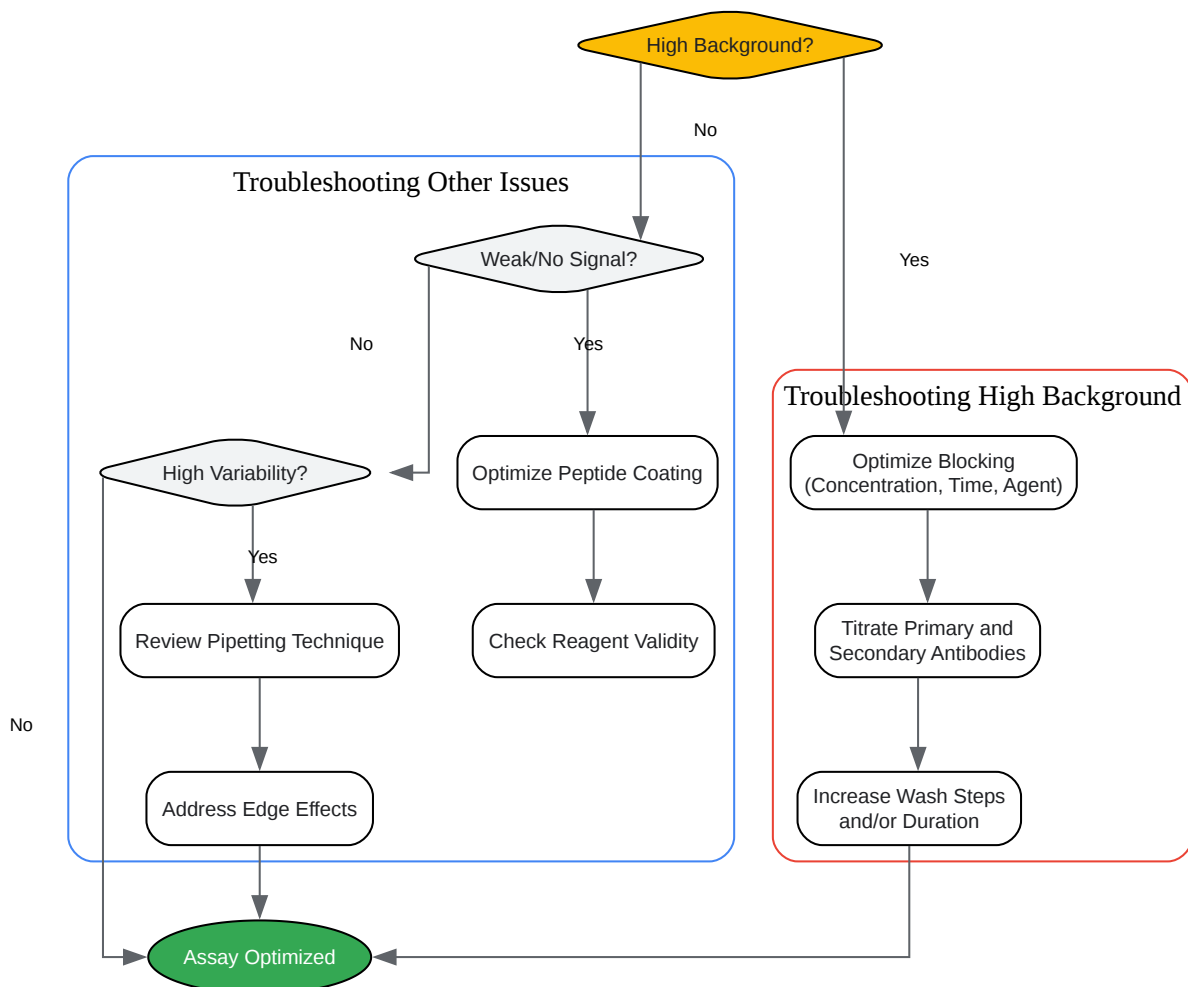 High Background?
No
Troubleshooting Other Issues
Weak/No Signal?
Yes
No
Yes
Troubleshooting High Background
High Variability?
Optimize Peptide Coating
Optimize Blocking
(Concentration, Time, Agent)
Yes
Review Pipetting Technique
Check Reagent Validity
Titrate Primary and
Secondary Antibodies
No
Address Edge Effects
Increase Wash Steps
and/or Duration
Assay Optimized